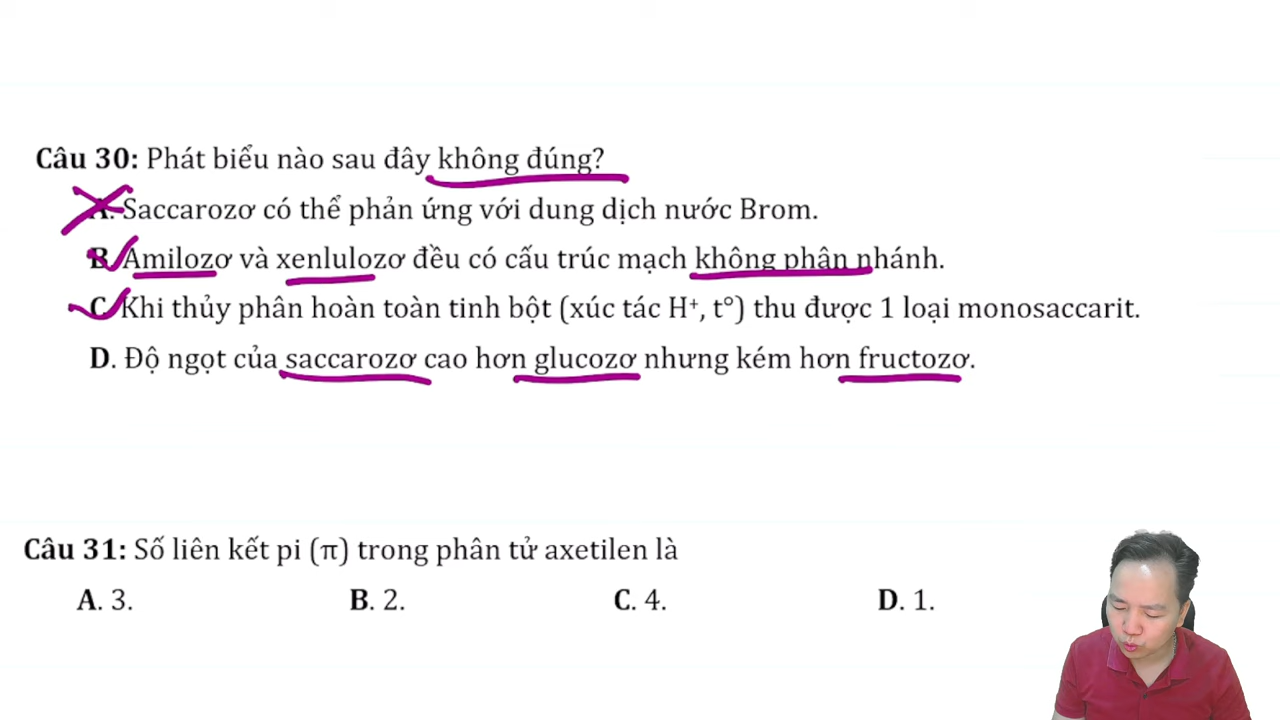 Câu 30: Phát biểu nào sau đây không đúng?
A. Saccarozơ có thể phản ứng với dung dịch nước Brom.
B. Amilozơ và xenlulozơ đều có cấu trúc mạch không phân nhánh.
C. Khi thủy phân hoàn toàn tinh bột (xúc tác H⁺, t°) thu được 1 loại monosaccarit.
D. Độ ngọt của saccarozơ cao hơn glucozơ nhưng kém hơn fructozơ.
Câu 31: Số liên kết pi (π) trong phân tử axetilen là
A. 3. B. 2. C. 4. D. 1.